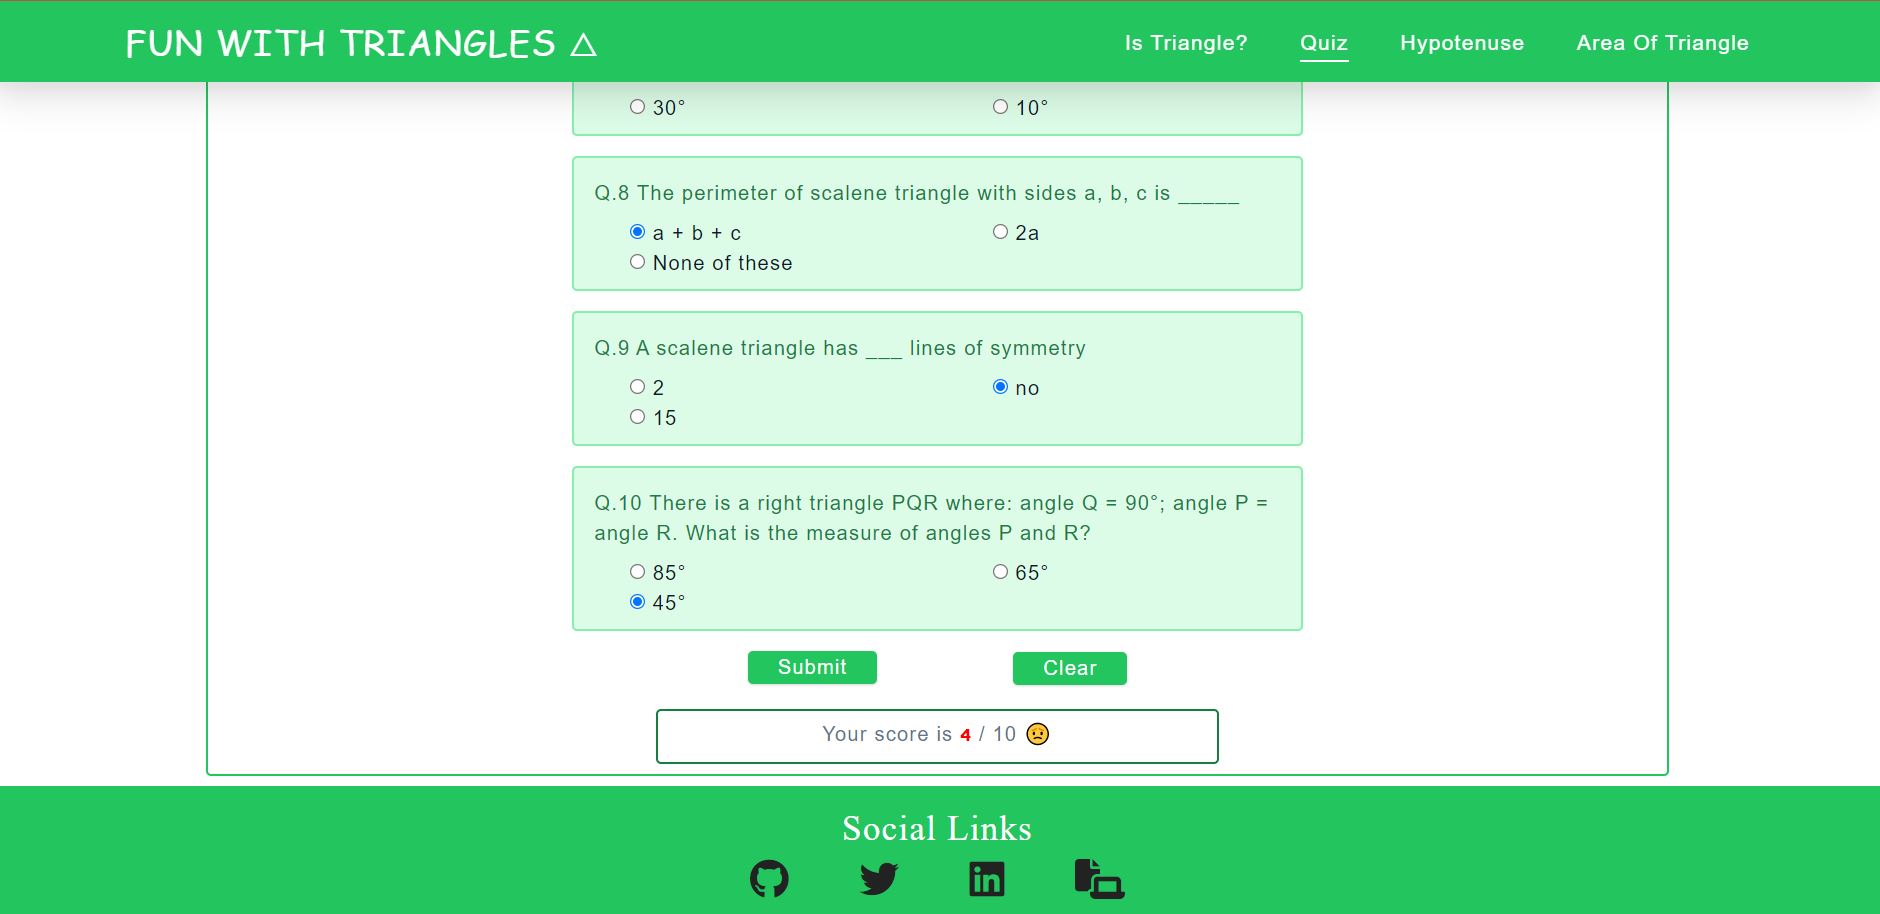 FUN WITH TRIANGLES △
Is Triangle? Quiz Hypotenuse Area Of Triangle
30° 10°
Q.8 The perimeter of scalene triangle with sides a, b, c is _____
a + b + c 2a
None of these
Q.9 A scalene triangle has ___ lines of symmetry
2 no
15
Q.10 There is a right triangle PQR where: angle Q = 90°; angle P =
angle R. What is the measure of angles P and R?
85° 65°
45°
Submit Clear
Your score is 4 / 10 😟
Social Links
in